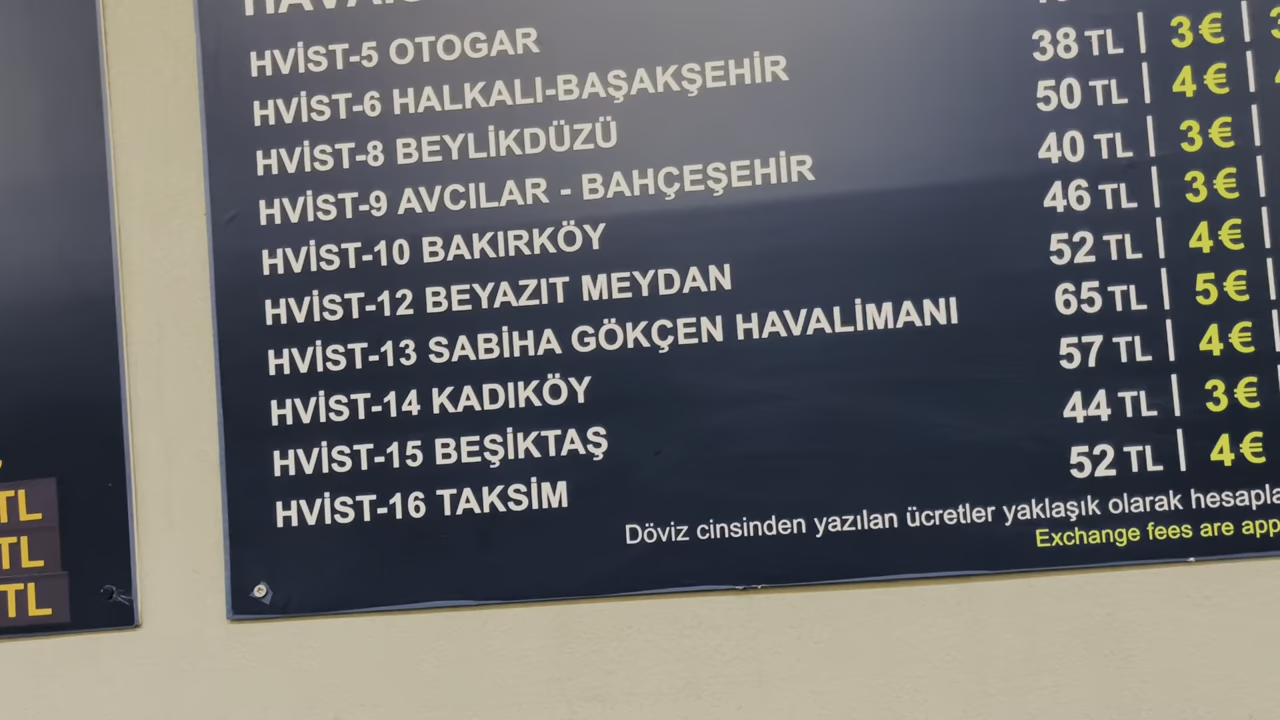 HVİST-5 OTOGAR
HVİST-6 HALKALI-BAŞAKŞEHİR 38 TL | 3€ |
HVİST-8 BEYLİKDÜZÜ 50 TL | 4€ |
HVİST-9 AVCILAR - BAHÇEŞEHİR 40 TL | 3€ |
HVİST-10 BAKIRKÖY 46 TL | 3€ |
HVİST-12 BEYAZIT MEYDAN 52 TL | 4€ |
HVİST-13 SABİHA GÖKÇEN HAVALİMANI 65 TL | 5€ |
HVİST-14 KADIKÖY 57 TL | 4€ |
HVİST-15 BEŞİKTAŞ 44 TL | 3€
HVİST-16 TAKSİM 52 TL | 4€
Döviz cinsinden yazılan ücretler yaklaşık olarak
Exchange fees are
TL
TL
TL